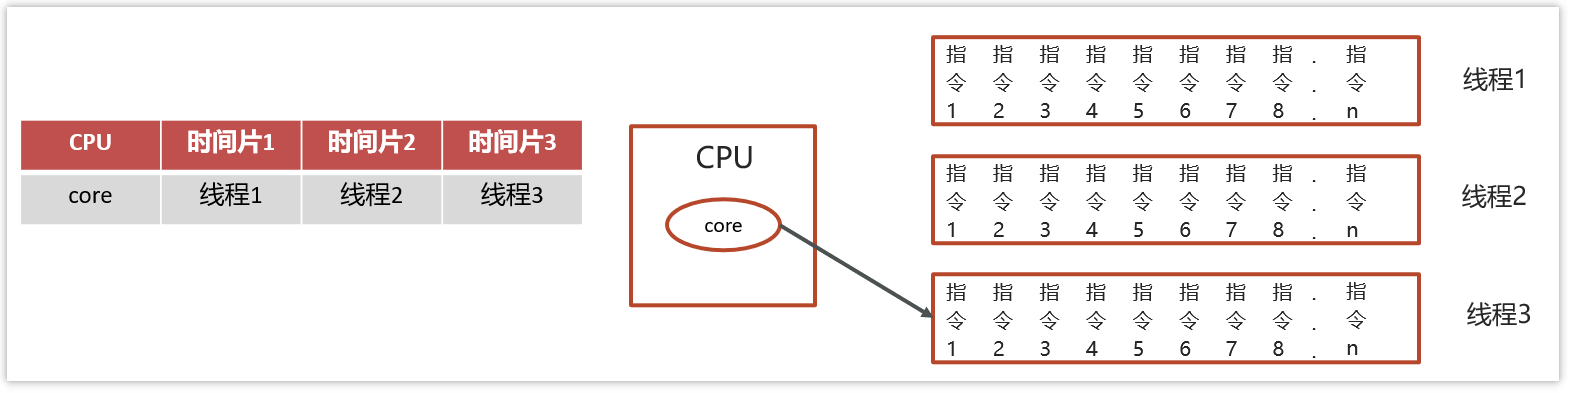 CPU 时间片1 时间片2 时间片3
core 线程1 线程2 线程3
CPU
core
指 指 指 指 指 指 指 指 . 指
令 令 令 令 令 令 令 令 . 令
1 2 3 4 5 6 7 8 . n
线程1
指 指 指 指 指 指 指 指 . 指
令 令 令 令 令 令 令 令 . 令
1 2 3 4 5 6 7 8 . n
线程2
指 指 指 指 指 指 指 指 . 指
令 令 令 令 令 令 令 令 . 令
1 2 3 4 5 6 7 8 . n
线程3